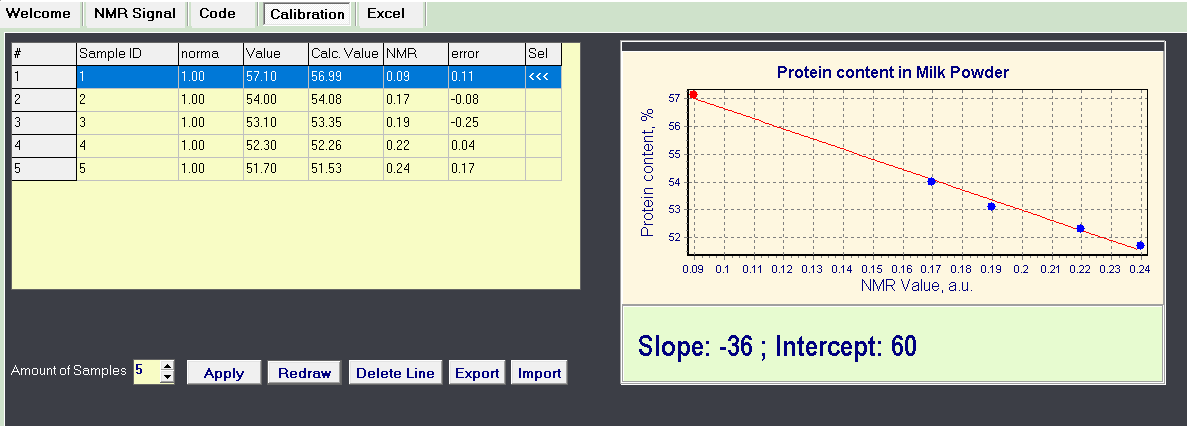 Welcome NMR Signal Code Calibration Excel
# Sample ID norma Value Calc. Value NMR error Sel
1 1 1.00 57.10 56.99 0.09 0.11 <<<
2 2 1.00 54.00 54.08 0.17 -0.08
3 3 1.00 53.10 53.35 0.19 -0.25
4 4 1.00 52.30 52.26 0.22 0.04
5 5 1.00 51.70 51.53 0.24 0.17
Amount of Samples 5 Apply Redraw Delete Line Export Import
Protein content in Milk Powder
Protein content, %
57
56
55
54
53
52
0.09 0.1 0.11 0.12 0.13 0.14 0.15 0.16 0.17 0.18 0.19 0.2 0.21 0.22 0.23 0.24
NMR Value, a.u.
Slope: -36 ; Intercept: 60